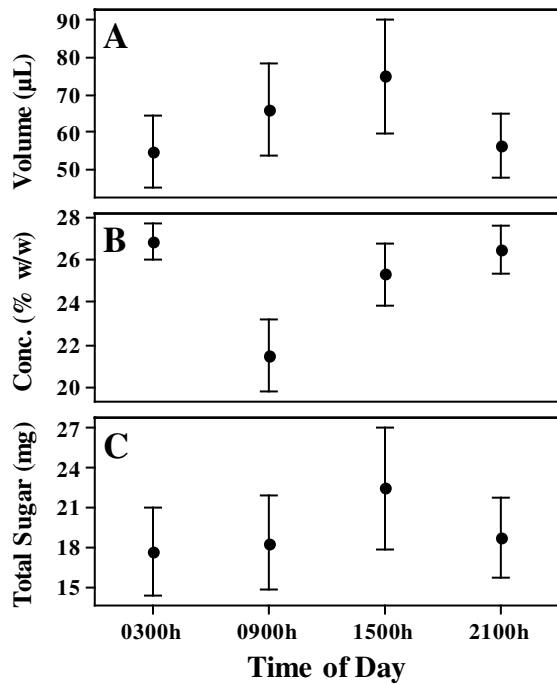 A
Volume (µL)
90
80
70
60
50
B
Conc. (% w/w)
28
26
24
22
20
C
Total Sugar (mg)
27
24
21
18
15
0300h 0900h 1500h 2100h
Time of Day